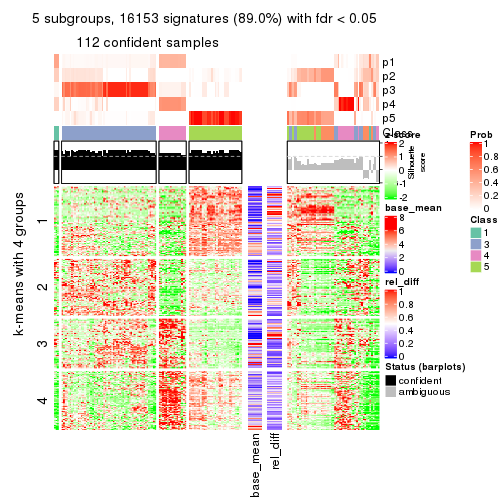 5 subgroups, 16153 signatures (89.0%) with fdr < 0.05
112 confident samples
p1
p2
p3
p4
p5
Class
Silhouette
score
k-means with 4 groups
1
2
3
4
base_mean
rel_diff
z-score
2
1
0
-1
-2
base_mean
8
6
4
2
0
rel_diff
1
0.8
0.6
0.4
0.2
0
Status (barplots)
confident
ambiguous
Prob
1
0.8
0.6
0.4
0.2
0
Class
1
3
4
5